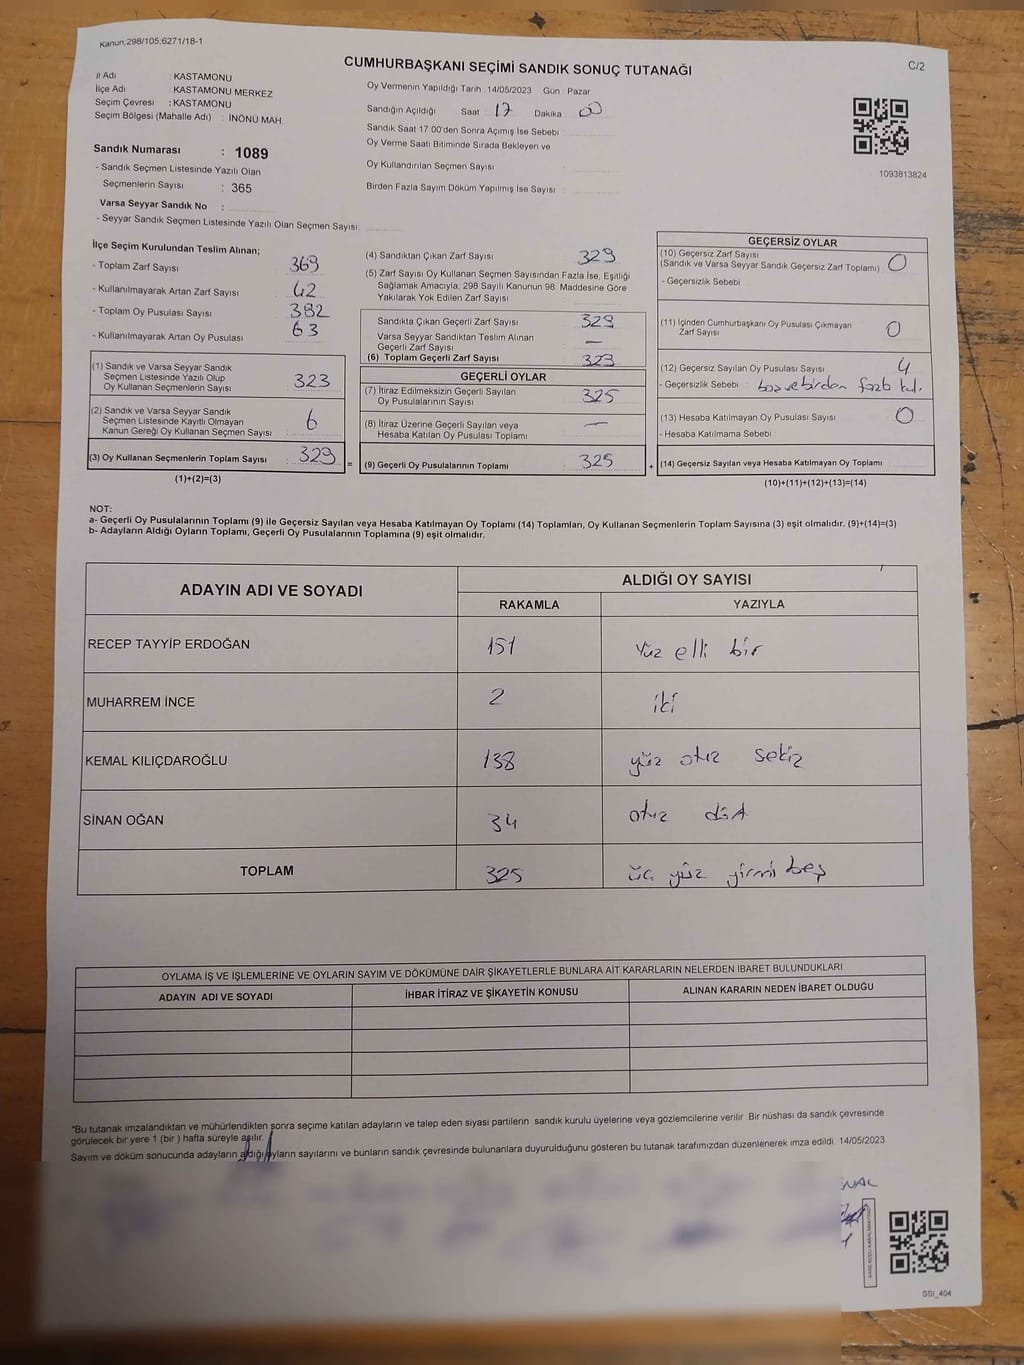 Kanun:298/105;6271/18-1
CUMHURBAŞKANI SEÇİMİ SANDIK SONUÇ TUTANAĞI
C/2
İl Adı : KASTAMONU
İlçe Adı : KASTAMONU MERKEZ
Seçim Çevresi : KASTAMONU
Seçim Bölgesi (Mahalle Adı) : İNÖNÜ MAH.
Oy Vermenin Yapıldığı Tarih :14/05/2023 Gün : Pazar
Sandığın Açıldığı Saat : 17 Dakika : 00
Sandık Saat 17:00'den Sonra Açımış İse Sebebi :
Oy Verme Saati Bitiminde Sırada Bekleyen ve
Oy Kullandırılan Seçmen Sayısı :
Birden Fazla Sayım Döküm Yapılmış İse Sayısı :
1093813824
Sandık Numarası : 1089
- Sandık Seçmen Listesinde Yazılı Olan
Seçmenlerin Sayısı : 365
Varsa Seyyar Sandık No :
- Seyyar Sandık Seçmen Listesinde Yazılı Olan Seçmen Sayısı:
İlçe Seçim Kurulundan Teslim Alınan;
- Toplam Zarf Sayısı : 369
- Kullanılmayarak Artan Zarf Sayısı : 42
- Toplam Oy Pusulası Sayısı : 392
- Kullanılmayarak Artan Oy Pusulası : 63
(1) Sandık ve Varsa Seyyar Sandık
Seçmen Listesinde Yazılı Olup
Oy Kullanan Seçmenlerin Sayısı : 323
(2) Sandık ve Varsa Seyyar Sandık
Seçmen Listesinde Kayıtlı Olmayan
Kanun Gereği Oy Kullanan Seçmen Sayısı : 6
(3) Oy Kullanan Seçmenlerin Toplam Sayısı : 329 =
(1)+(2)=(3)
(4) Sandıktan Çıkan Zarf Sayısı : 329
(5) Zarf Sayısı Oy Kullanan Seçmen Sayısından Fazla İse, Eşitliği
Sağlamak Amacıyla; 298 Sayılı Kanunun 98. Maddesine Göre
Yakılarak Yok Edilen Zarf Sayısı :
Sandıkta Çıkan Geçerli Zarf Sayısı : 329
Varsa Seyyar Sandıktan Teslim Alınan
Geçerli Zarf Sayısı : —
(6) Toplam Geçerli Zarf Sayısı : 329
GEÇERLİ OYLAR
(7) İtiraz Edilmeksizin Geçerli Sayılan
Oy Pusulalarının Sayısı : 325
(8) İtiraz Üzerine Geçerli Sayılan veya
Hesaba Katılan Oy Pusulası Toplamı : —
(9) Geçerli Oy Pusulalarının Toplamı : 325 +
GEÇERSİZ OYLAR
(10) Geçersiz Zarf Sayısı
(Sandık ve Varsa Seyyar Sandık Geçersiz Zarf Toplamı) : 0
- Geçersizlik Sebebi :
(11) İçinden Cumhurbaşkanı Oy Pusulası Çıkmayan
Zarf Sayısı : 0
(12) Geçersiz Sayılan Oy Pusulası Sayısı : 4
- Geçersizlik Sebebi : boş ve birden fazla kul.
(13) Hesaba Katılmayan Oy Pusulası Sayısı : 0
- Hesaba Katılmama Sebebi :
(14) Geçersiz Sayılan veya Hesaba Katılmayan Oy Toplamı :
(10)+(11)+(12)+(13)=(14)
NOT:
a- Geçerli Oy Pusulalarının Toplamı (9) ile Geçersiz Sayılan veya Hesaba Katılmayan Oy Toplamı (14) Toplamları, Oy Kullanan Seçmenlerin Toplam Sayısına (3) eşit olmalıdır. (9)+(14)=(3)
b- Adayların Aldığı Oyların Toplamı, Geçerli Oy Pusulalarının Toplamına (9) eşit olmalıdır.
ADAYIN ADI VE SOYADI
ALDIĞI OY SAYISI
RAKAMLA YAZIYLA
RECEP TAYYİP ERDOĞAN 151 Yüz elli bir
MUHARREM İNCE 2 iki
KEMAL KILIÇDAROĞLU 138 yüz otuz sekiz
SİNAN OĞAN 34 otuz dört
TOPLAM 325 üç yüz yirmi beş
OYLAMA İŞ VE İŞLEMLERİNE VE OYLARIN SAYIM VE DÖKÜMÜNE DAİR ŞİKAYETLERLE BUNLARA AİT KARARLARIN NELERDEN İBARET BULUNDUKLARI
ADAYIN ADI VE SOYADI İHBAR İTİRAZ VE ŞİKAYETİN KONUSU ALINAN KARARIN NEDEN İBARET OLDUĞU
*Bu tutanak imzalandıktan ve mühürlendikten sonra seçime katılan adayların ve talep eden siyasi partilerin sandık kurulu üyelerine veya gözlemcilerine verilir. Bir nüshası da sandık çevresinde
görülecek bir yere 1 (bir ) hafta süreyle asılır.
Sayım ve döküm sonucunda adayların aldığı oyların sayılarını ve bunların sandık çevresinde bulunanlara duyurulduğunu gösteren bu tutanak tarafımızdan düzenlenerek imza edildi. 14/05/2023
SSI_404